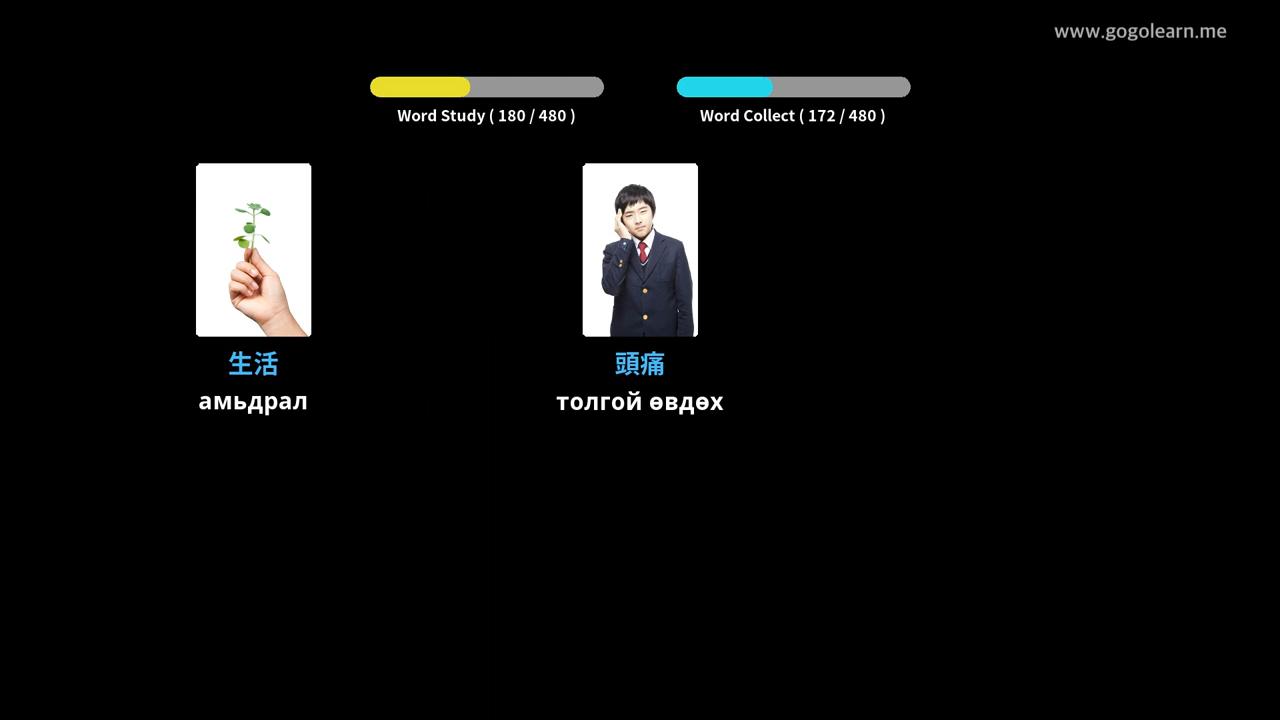 www.gogolearn.me
Word Study ( 180 / 480 )
Word Collect ( 172 / 480 )
生活
амьдрал
頭痛
толгой өвдөх